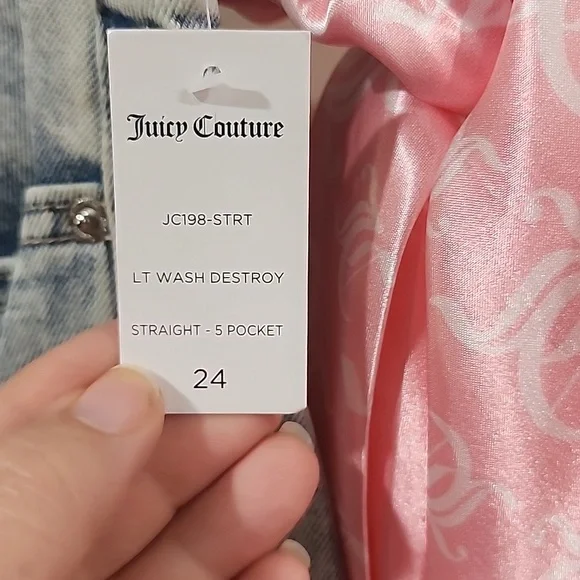 Juicy Couture
JC198-STRT
LT WASH DESTROY
STRAIGHT - 5 POCKET
24